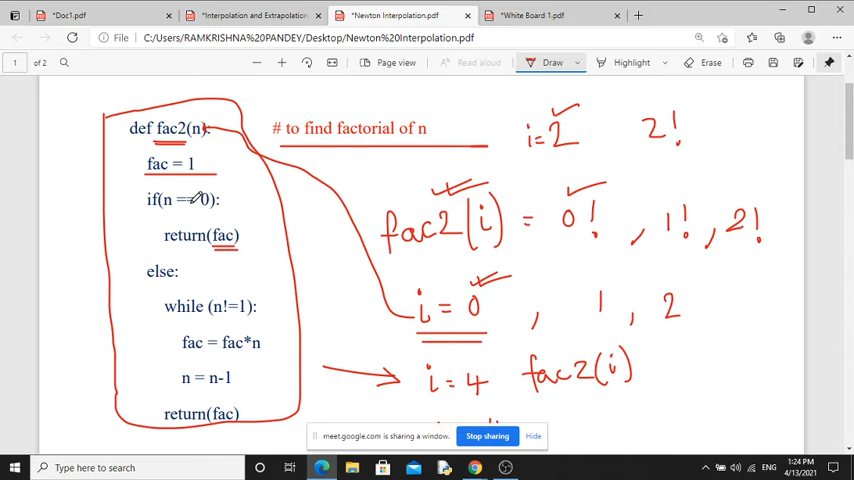 *Doc1.pdf
*Interpolation and Extrapolation
*Newton Interpolation.pdf
*White Board 1.pdf
File
C:/Users/RAMKRISHNA%20PANDEY/Desktop/Newton%20Interpolation.pdf
1 of 2
Page view
Read aloud
Draw
Highlight
Erase
def fac2(n): # to find factorial of n
i=2 2!
fac = 1
if(n == 0):
fac2(i) = 0! , 1! , 2!
return(fac)
else:
i = 0 , 1 , 2
while (n!=1):
fac = fac*n
i = 4 fac2(i)
n = n-1
return(fac)
meet.google.com is sharing a window. Stop sharing Hide
Type here to search
ENG
1:24 PM
4/13/2021